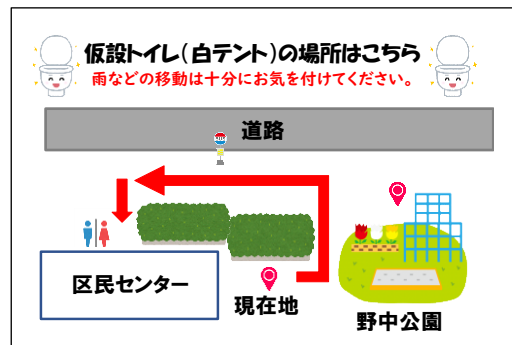 仮設トイレ(白テント)の場所はこちら
雨などの移動は十分にお気を付けてください。
道路
区民センター
現在地
野中公園